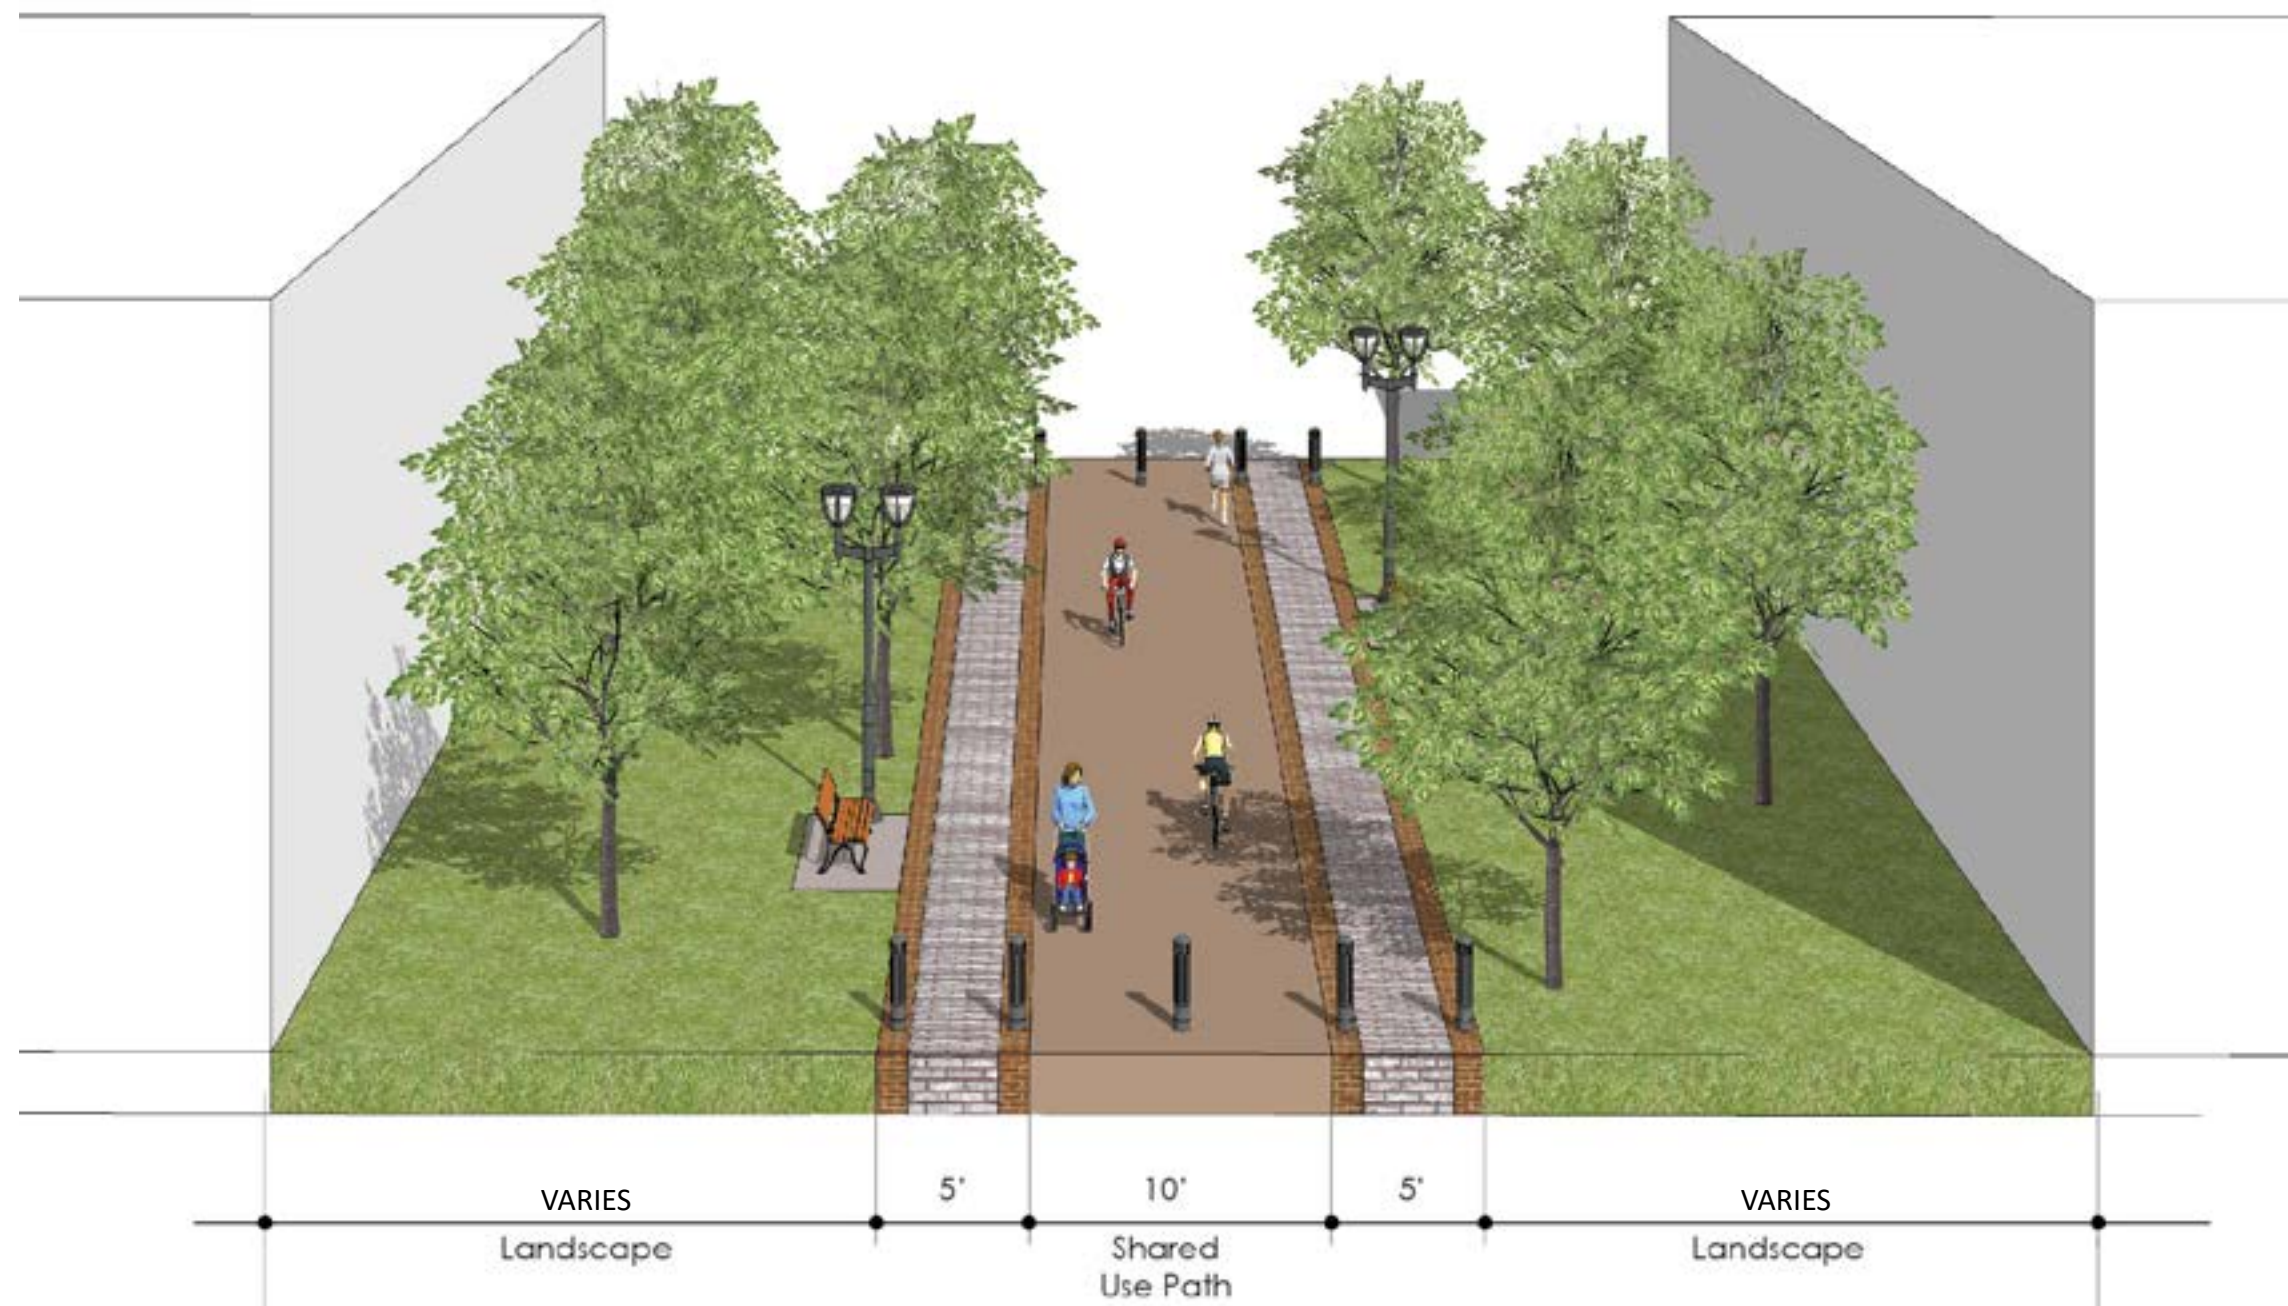 VARIES
5'
10'
5'
VARIES
Landscape
Shared
Use Path
Landscape